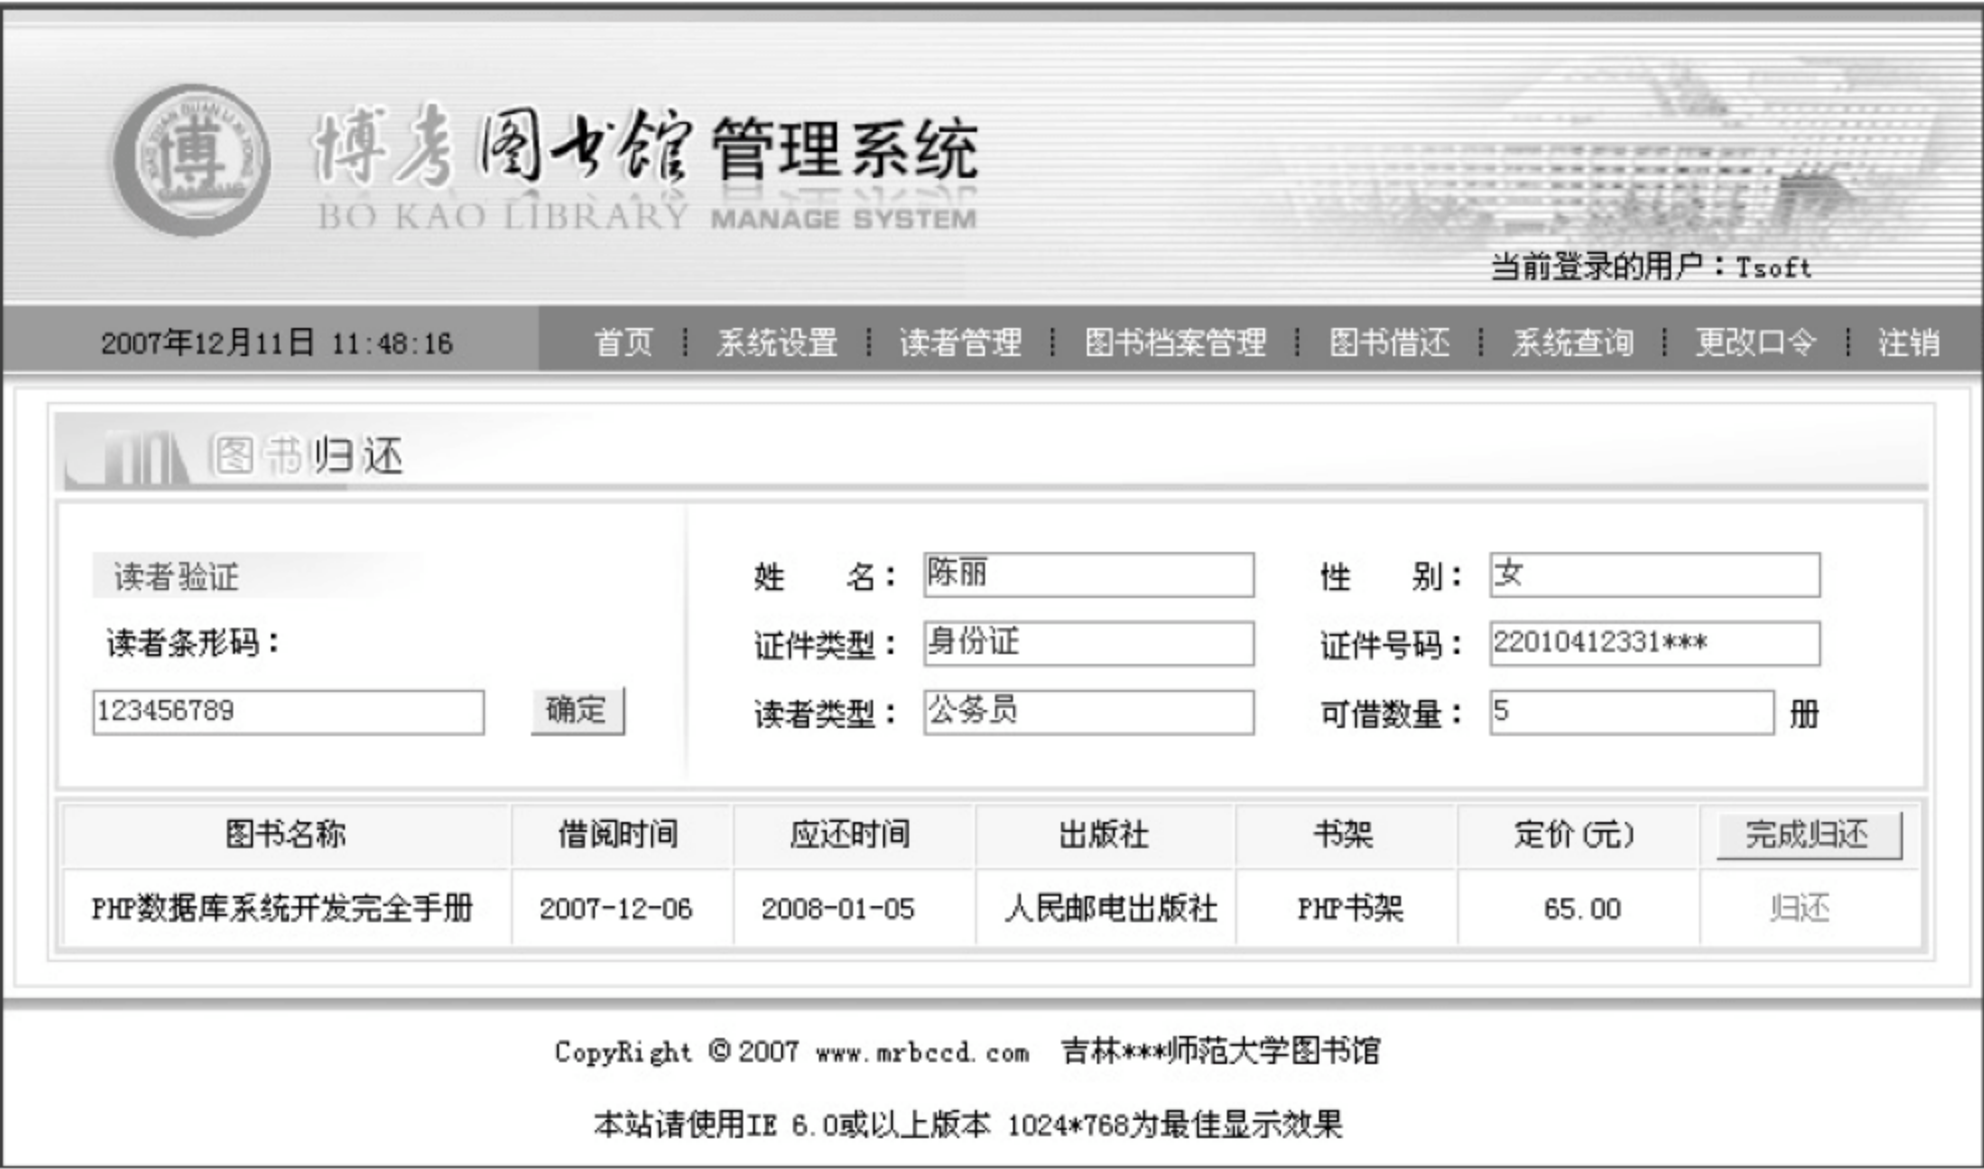 博考图书馆管理系统
BO KAO LIBRARY MANAGE SYSTEM
当前登录的用户：Tsoft
2007年12月11日 11:48:16 首页 系统设置 读者管理 图书档案管理 图书借还 系统查询 更改口令 注销
图书归还
读者验证 姓 名： 陈丽 性 别： 女
读者条形码： 证件类型： 身份证 证件号码： 22010412331***
123456789 确定 读者类型： 公务员 可借数量： 5 册
图书名称 借阅时间 应还时间 出版社 书架 定价(元) 完成归还
PHP数据库系统开发完全手册 2007-12-06 2008-01-05 人民邮电出版社 PHP书架 65.00 归还
CopyRight ©2007 www.mrbccd.com 吉林***师范大学图书馆
本站请使用IE 6.0或以上版本 1024*768为最佳显示效果